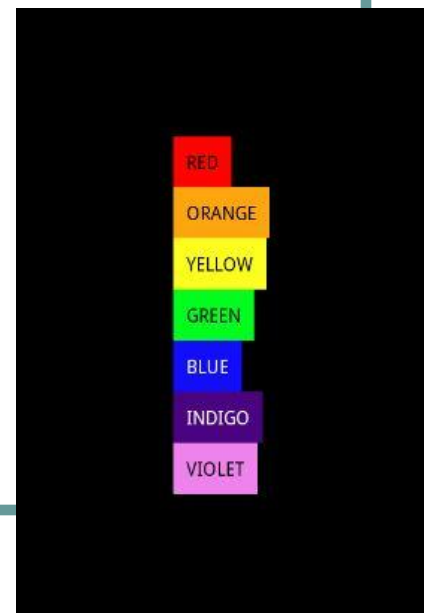 RED
ORANGE
YELLOW
GREEN
BLUE
INDIGO
VIOLET